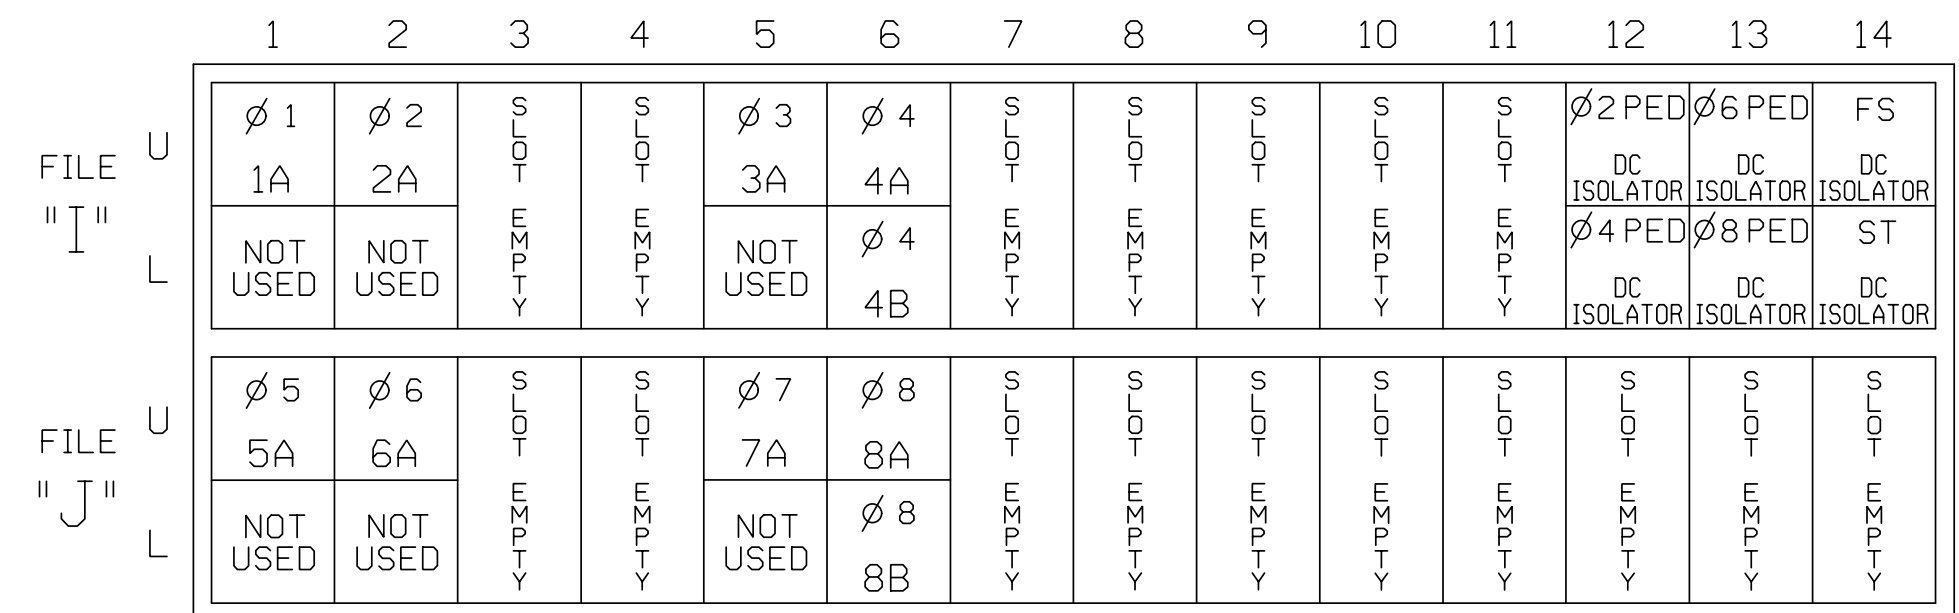 1 2 3 4 5 6 7 8 9 10 11 12 13 14
FILE "I"
U
L
Ø 1
1A
NOT
USED
Ø 2
2A
NOT
USED
SLOT EMPTY
SLOT EMPTY
Ø 3
3A
NOT
USED
Ø 4
4A
Ø 4
4B
SLOT EMPTY
SLOT EMPTY
SLOT EMPTY
SLOT EMPTY
SLOT EMPTY
Ø2 PED
DC
ISOLATOR
Ø4 PED
DC
ISOLATOR
Ø6 PED
DC
ISOLATOR
Ø8 PED
DC
ISOLATOR
FS
DC
ISOLATOR
ST
DC
ISOLATOR
FILE "J"
U
L
Ø 5
5A
NOT
USED
Ø 6
6A
NOT
USED
SLOT EMPTY
SLOT EMPTY
Ø 7
7A
NOT
USED
Ø 8
8A
Ø 8
8B
SLOT EMPTY
SLOT EMPTY
SLOT EMPTY
SLOT EMPTY
SLOT EMPTY
SLOT EMPTY
SLOT EMPTY
SLOT EMPTY